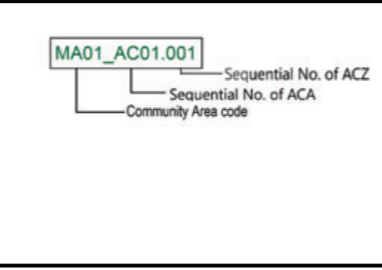 MA01_AC01.001
Sequential No. of ACZ
Sequential No. of ACA
Community Area code